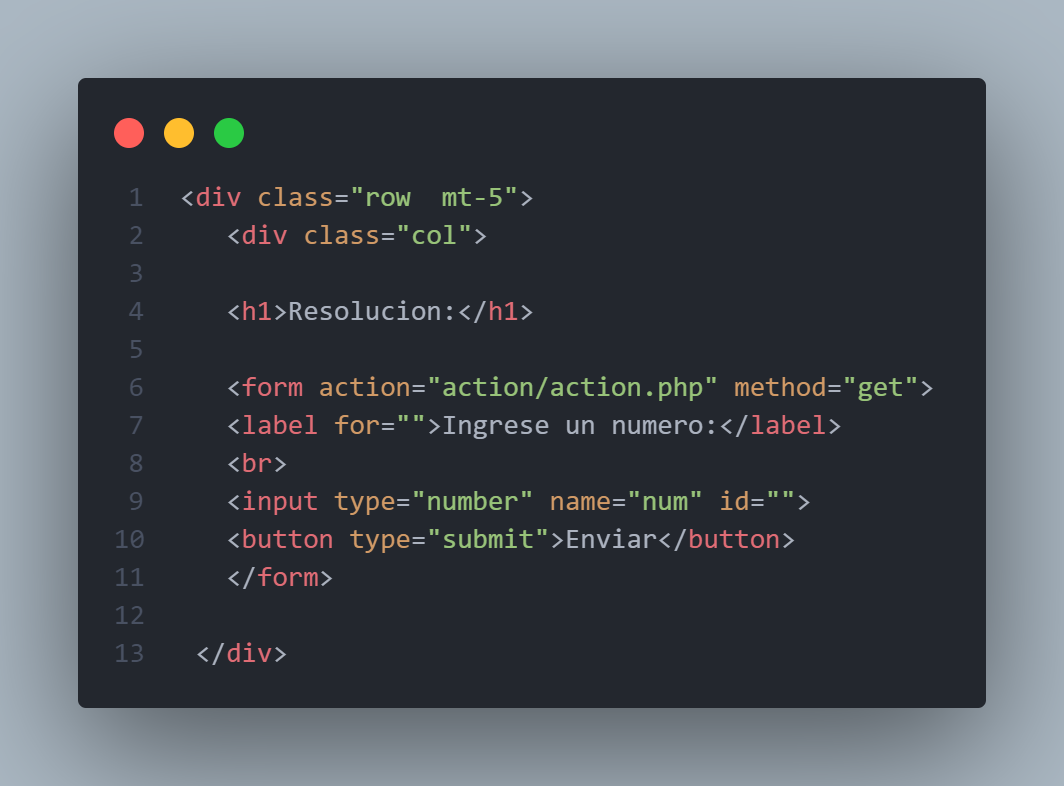 1 <div class="row  mt-5">
2    <div class="col">
3
4    <h1>Resolucion:</h1>
5
6    <form action="action/action.php" method="get">
7    <label for="">Ingrese un numero:</label>
8    <br>
9    <input type="number" name="num" id="">
10    <button type="submit">Enviar</button>
11    </form>
12
13  </div>